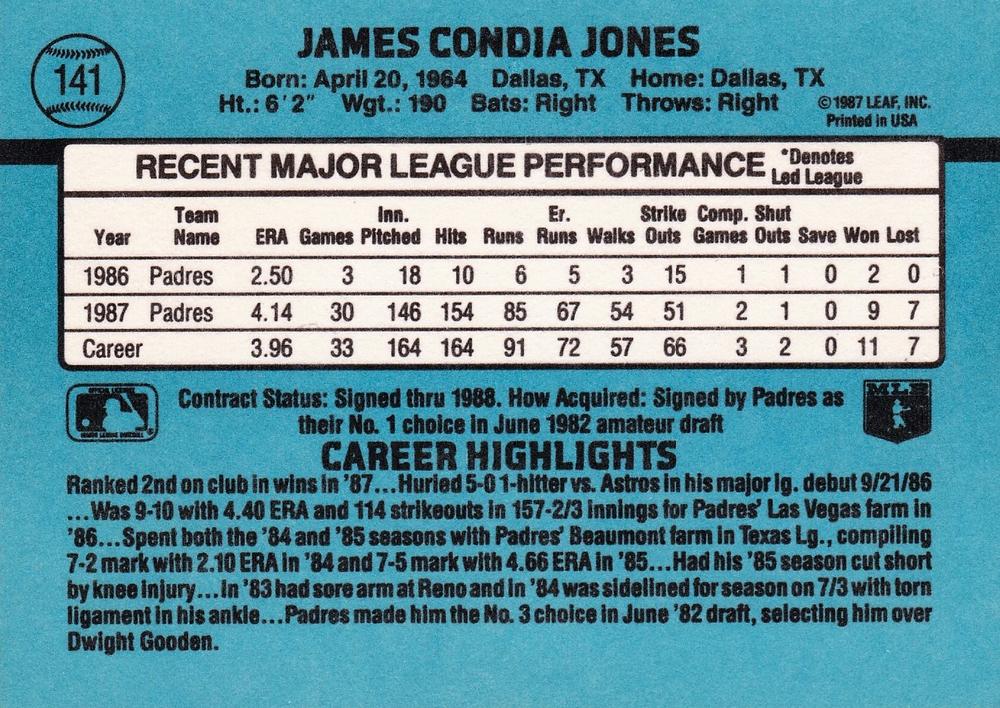 JAMES CONDIA JONES
141
Born: April 20, 1964 Dallas, TX Home: Dallas, TX
Ht.: 6'2" Wgt.: 190 Bats: Right Throws: Right
©1987 LEAF, INC.
Printed in USA
RECENT MAJOR LEAGUE PERFORMANCE *Denotes Led League
Year Team Name ERA Games Inn. Pitched Hits Runs Er. Runs Walks Strike Outs Comp. Games Shut Outs Save Won Lost
1986 Padres 2.50 3 18 10 6 5 3 15 1 1 0 2 0
1987 Padres 4.14 30 146 154 85 67 54 51 2 1 0 9 7
Career 3.96 33 164 164 91 72 57 66 3 2 0 11 7
MLB
Contract Status: Signed thru 1988. How Acquired: Signed by Padres as
their No. 1 choice in June 1982 amateur draft
CAREER HIGHLIGHTS
Ranked 2nd on club in wins in '87...Hurled 5-0 1-hitter vs. Astros in his major lg. debut 9/21/86
...Was 9-10 with 4.40 ERA and 114 strikeouts in 157-2/3 innings for Padres' Las Vegas farm in
'86...Spent both the '84 and '85 seasons with Padres' Beaumont farm in Texas Lg., compiling
7-2 mark with 2.10 ERA in '84 and 7-5 mark with 4.66 ERA in '85...Had his '85 season cut short
by knee injury...In '83 had sore arm at Reno and in '84 was sidelined for season on 7/3 with torn
ligament in his ankle...Padres made him the No. 3 choice in June '82 draft, selecting him over
Dwight Gooden.